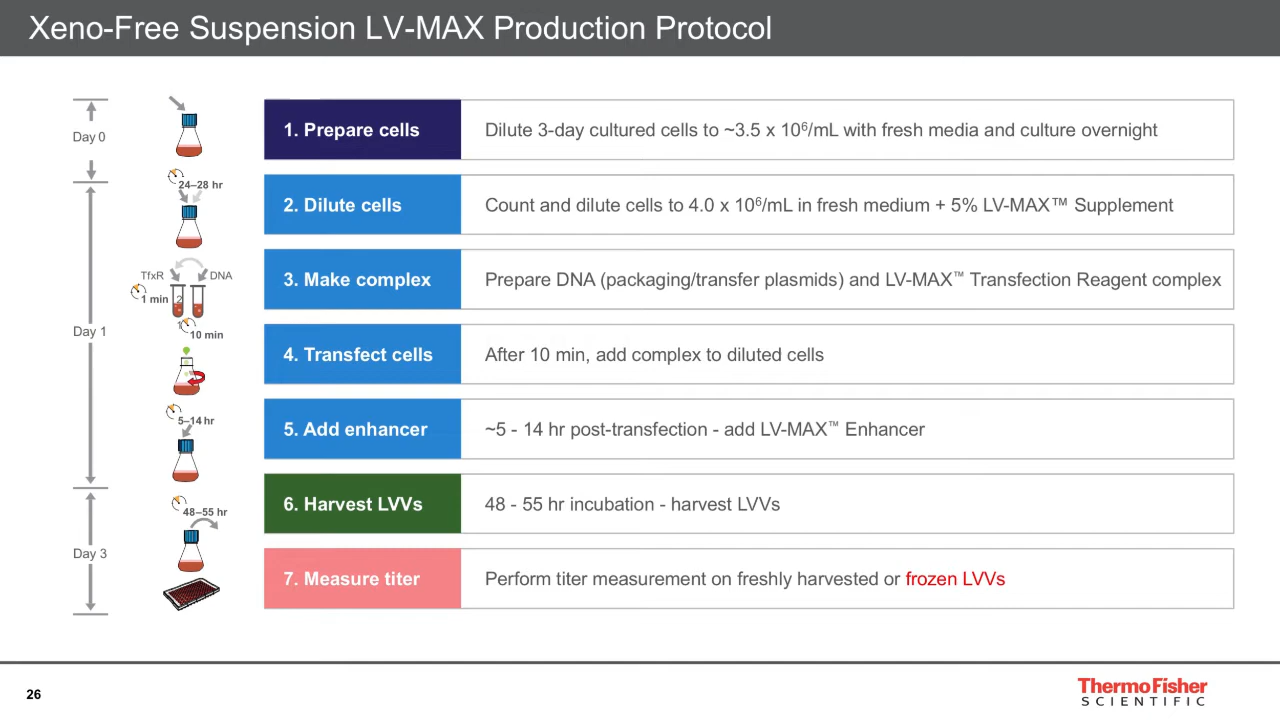 Xeno-Free Suspension LV-MAX Production Protocol
Day 0
1. Prepare cells
Dilute 3-day cultured cells to ~3.5 x 10⁶/mL with fresh media and culture overnight
24–28 hr
2. Dilute cells
Count and dilute cells to 4.0 x 10⁶/mL in fresh medium + 5% LV-MAX™ Supplement
TfxR
DNA
1 min
2
3. Make complex
Prepare DNA (packaging/transfer plasmids) and LV-MAX™ Transfection Reagent complex
Day 1
1
10 min
4. Transfect cells
After 10 min, add complex to diluted cells
5–14 hr
5. Add enhancer
~5 - 14 hr post-transfection - add LV-MAX™ Enhancer
48–55 hr
6. Harvest LVVs
48 - 55 hr incubation - harvest LVVs
Day 3
7. Measure titer
Perform titer measurement on freshly harvested or frozen LVVs
26
ThermoFisher
SCIENTIFIC